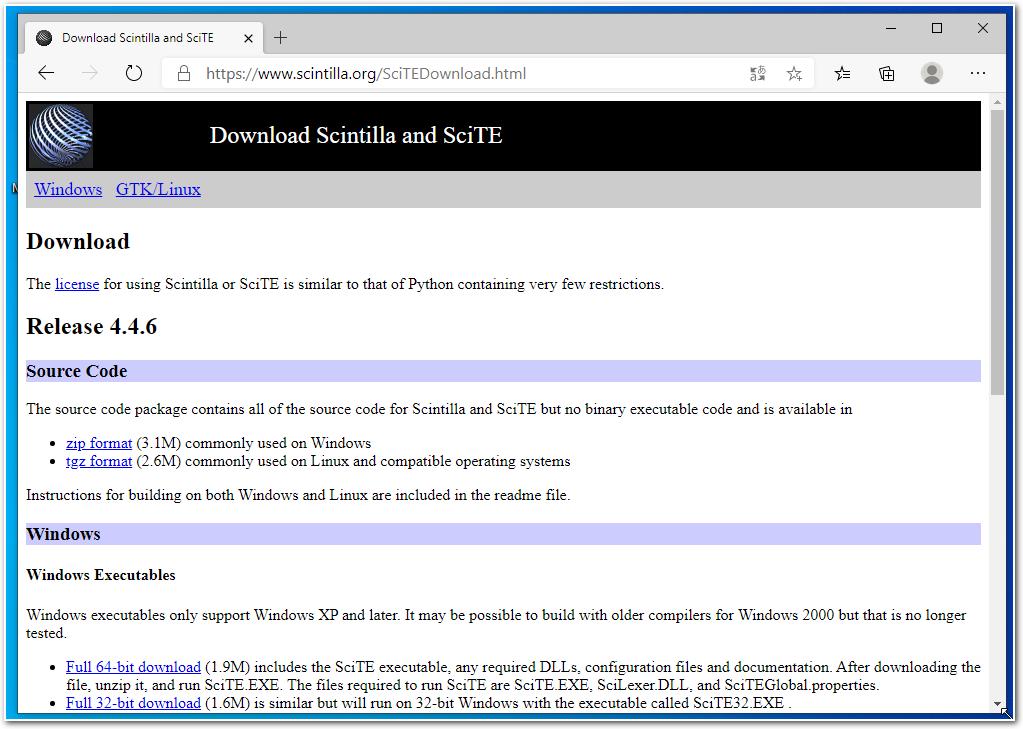 Download Scintilla and SciTE
https://www.scintilla.org/SciTEDownload.html
Download Scintilla and SciTE
Windows GTK/Linux
Download
The license for using Scintilla or SciTE is similar to that of Python containing very few restrictions.
Release 4.4.6
Source Code
The source code package contains all of the source code for Scintilla and SciTE but no binary executable code and is available in
• zip format (3.1M) commonly used on Windows
• tgz format (2.6M) commonly used on Linux and compatible operating systems
Instructions for building on both Windows and Linux are included in the readme file.
Windows
Windows Executables
Windows executables only support Windows XP and later. It may be possible to build with older compilers for Windows 2000 but that is no longer
tested.
• Full 64-bit download (1.9M) includes the SciTE executable, any required DLLs, configuration files and documentation. After downloading the
file, unzip it, and run SciTE.EXE. The files required to run SciTE are SciTE.EXE, SciLexer.DLL, and SciTEGlobal.properties.
• Full 32-bit download (1.6M) is similar but will run on 32-bit Windows with the executable called SciTE32.EXE .